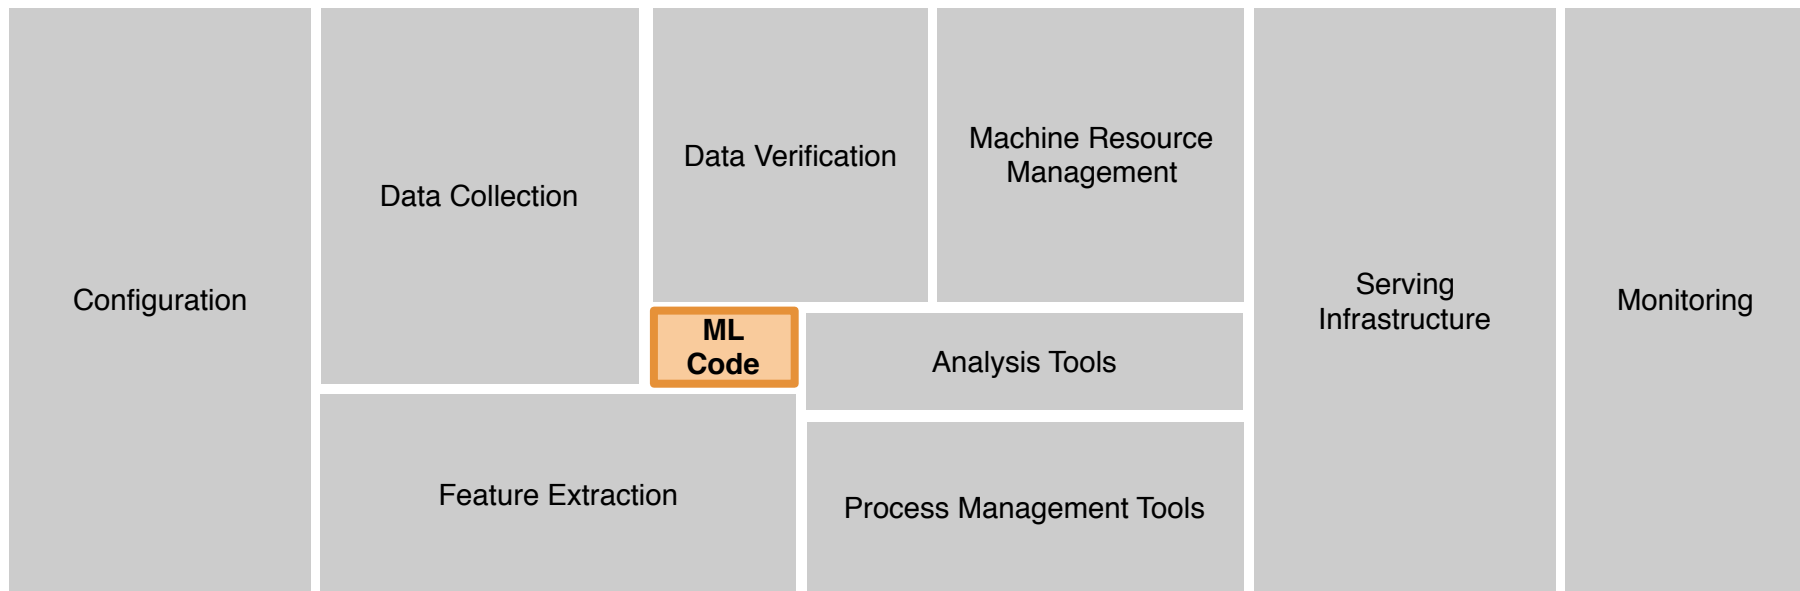 Configuration
Data Collection
Data Verification
Machine Resource
Management
ML
Code
Analysis Tools
Feature Extraction
Process Management Tools
Serving
Infrastructure
Monitoring